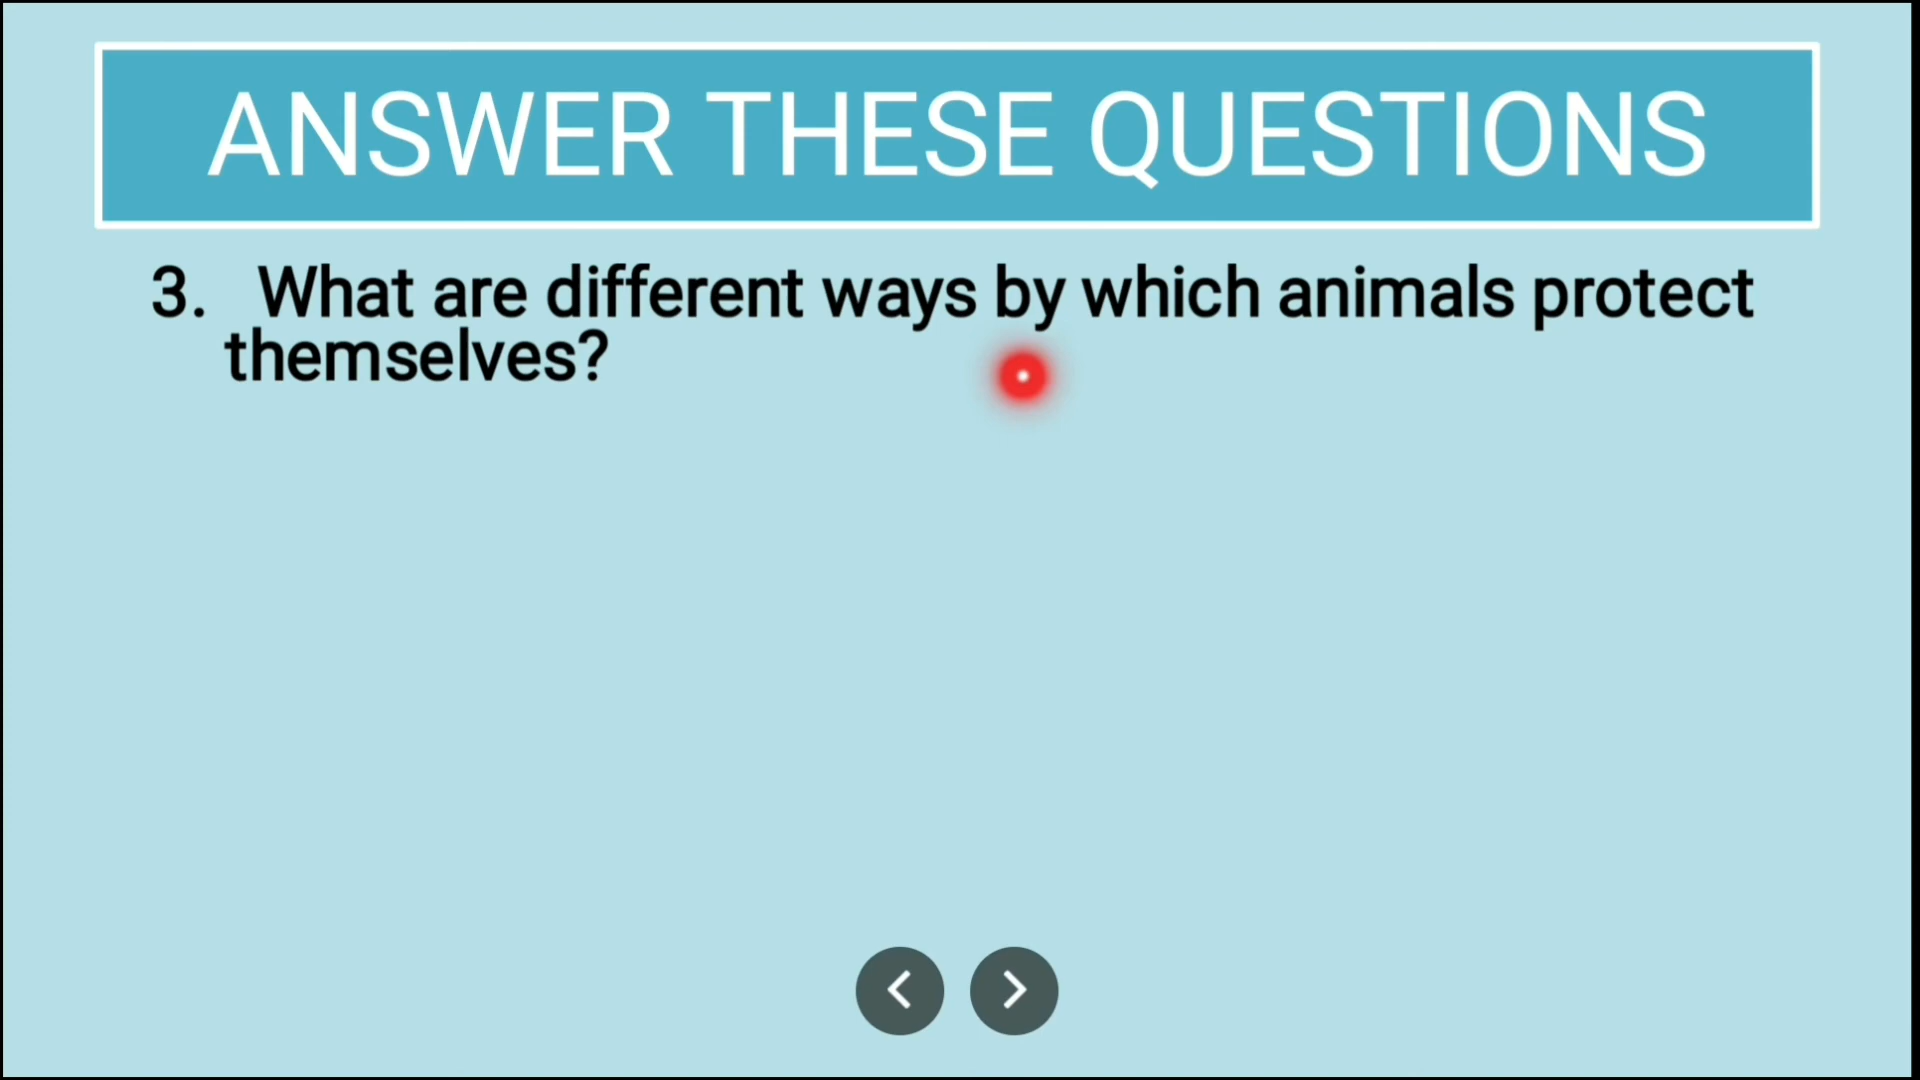 ANSWER THESE QUESTIONS
3. What are different ways by which animals protect
themselves?